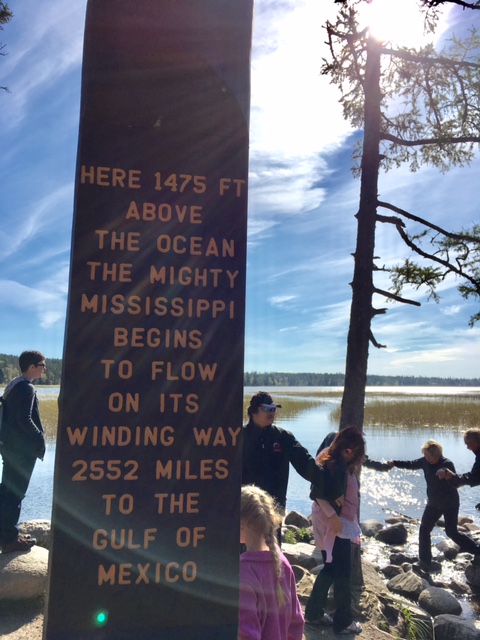 HERE 1475 FT
ABOVE
THE OCEAN
THE MIGHTY
MISSISSIPPI
BEGINS
TO FLOW
ON ITS
WINDING WAY
2552 MILES
TO THE
GULF OF
MEXICO